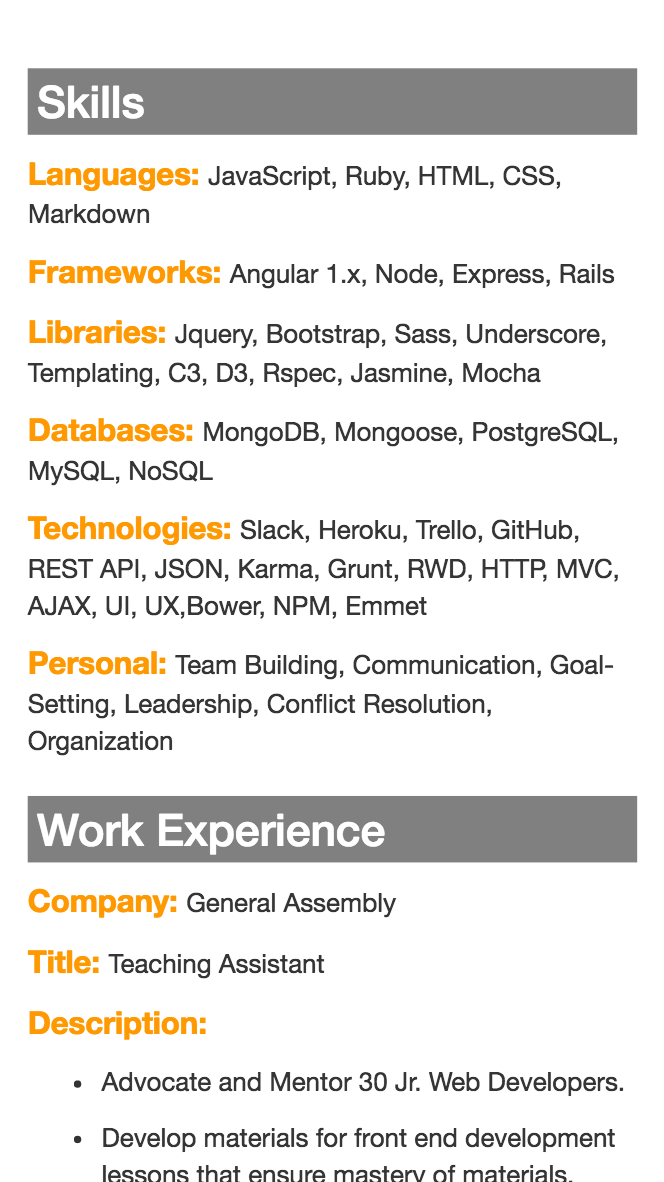 Skills
Languages: JavaScript, Ruby, HTML, CSS,
Markdown
Frameworks: Angular 1.x, Node, Express, Rails
Libraries: Jquery, Bootstrap, Sass, Underscore,
Templating, C3, D3, Rspec, Jasmine, Mocha
Databases: MongoDB, Mongoose, PostgreSQL,
MySQL, NoSQL
Technologies: Slack, Heroku, Trello, GitHub,
REST API, JSON, Karma, Grunt, RWD, HTTP, MVC,
AJAX, UI, UX,Bower, NPM, Emmet
Personal: Team Building, Communication, Goal-
Setting, Leadership, Conflict Resolution,
Organization
Work Experience
Company: General Assembly
Title: Teaching Assistant
Description:
• Advocate and Mentor 30 Jr. Web Developers.
• Develop materials for front end development
lessons that ensure mastery of materials.